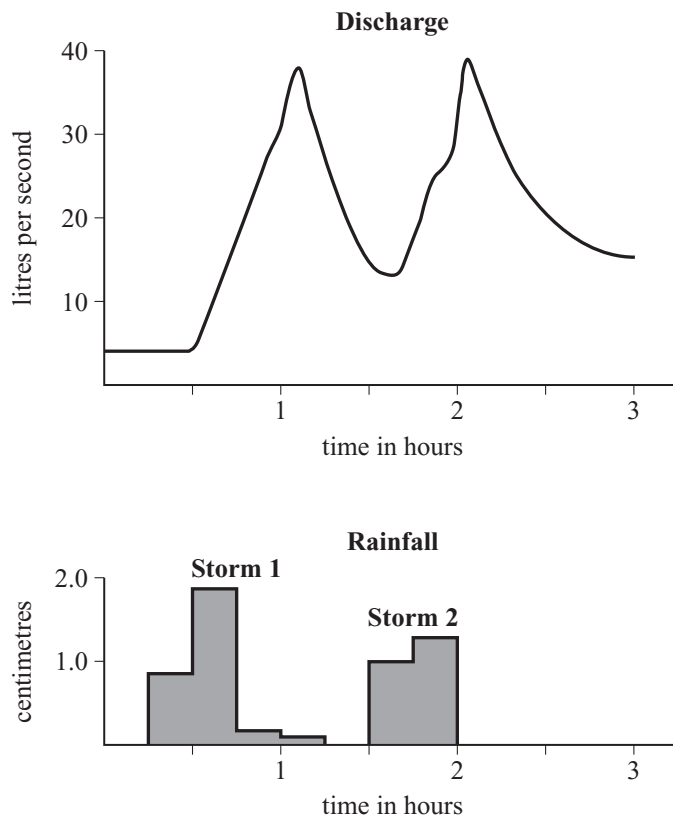 Discharge
40
30
20
10
litres per second
1 2 3
time in hours
Rainfall
Storm 1
Storm 2
2.0
1.0
centimetres
1 2 3
time in hours